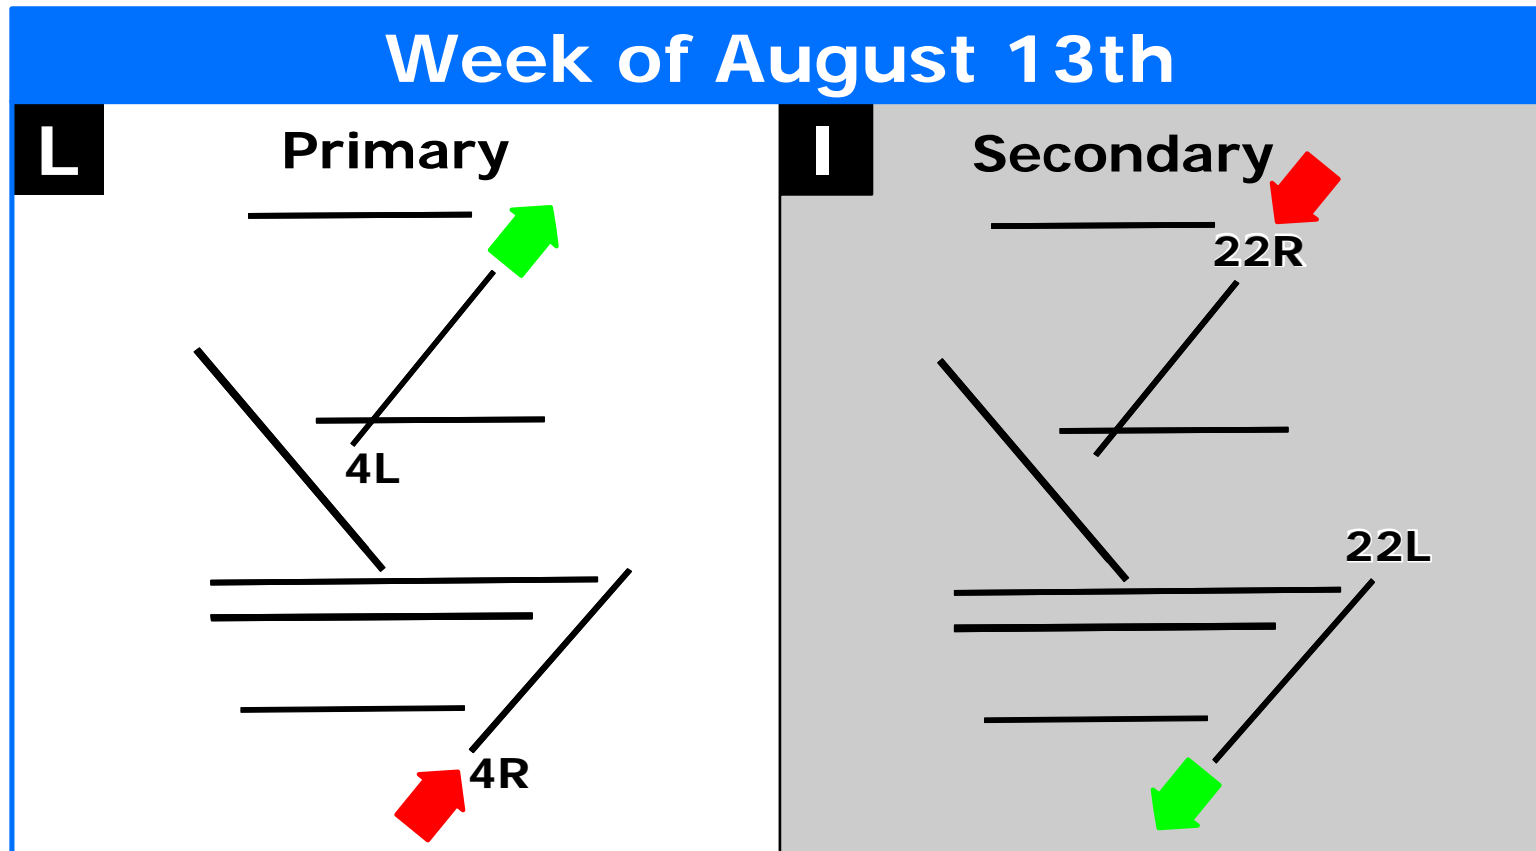 Week of August 13th
L
Primary
4L
4R
I
Secondary
22R
22L